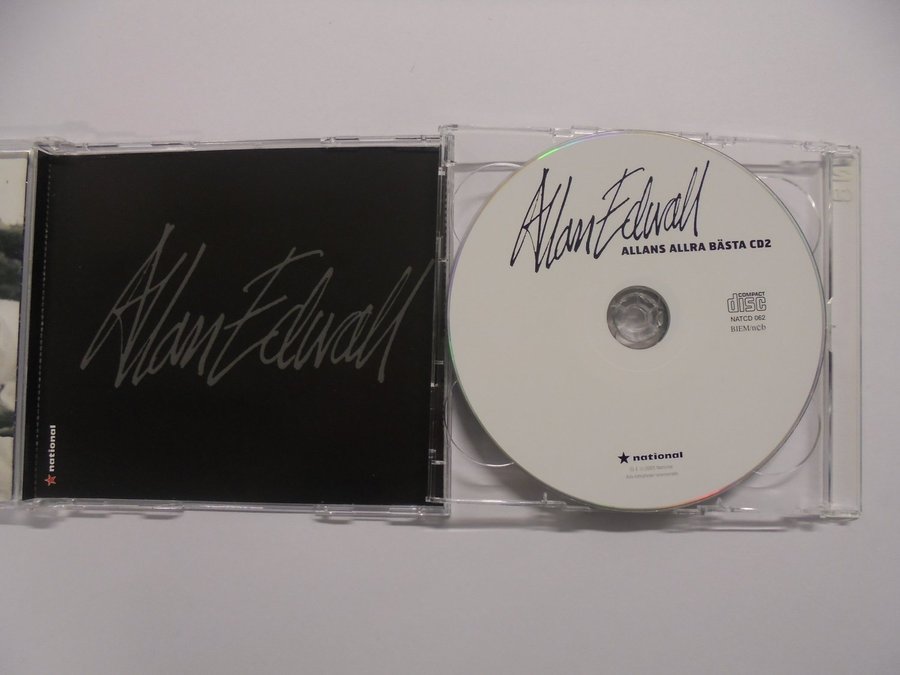 Allan Edwall
national
Allan Edwall
ALLANS ALLRA BÄSTA CD2
COMPACT
disc
NATCD 062
BIEM/ncb
national